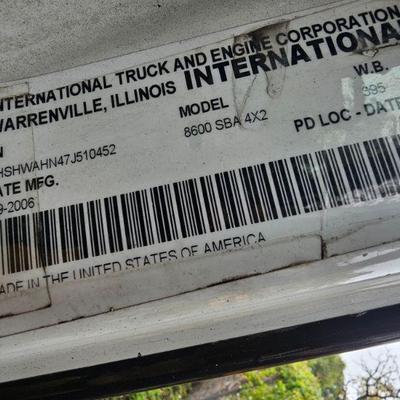 INTERNATIONAL TRUCK AND ENGINE CORPORATION
WARRENVILLE, ILLINOIS INTERNATIONAL
MODEL W.B.
8600 SBA 4X2 395
HSHWAHN47J510452 PD LOC - DATE
ATE MFG.
9-2006
ADE IN THE UNITED STATES OF AMERICA